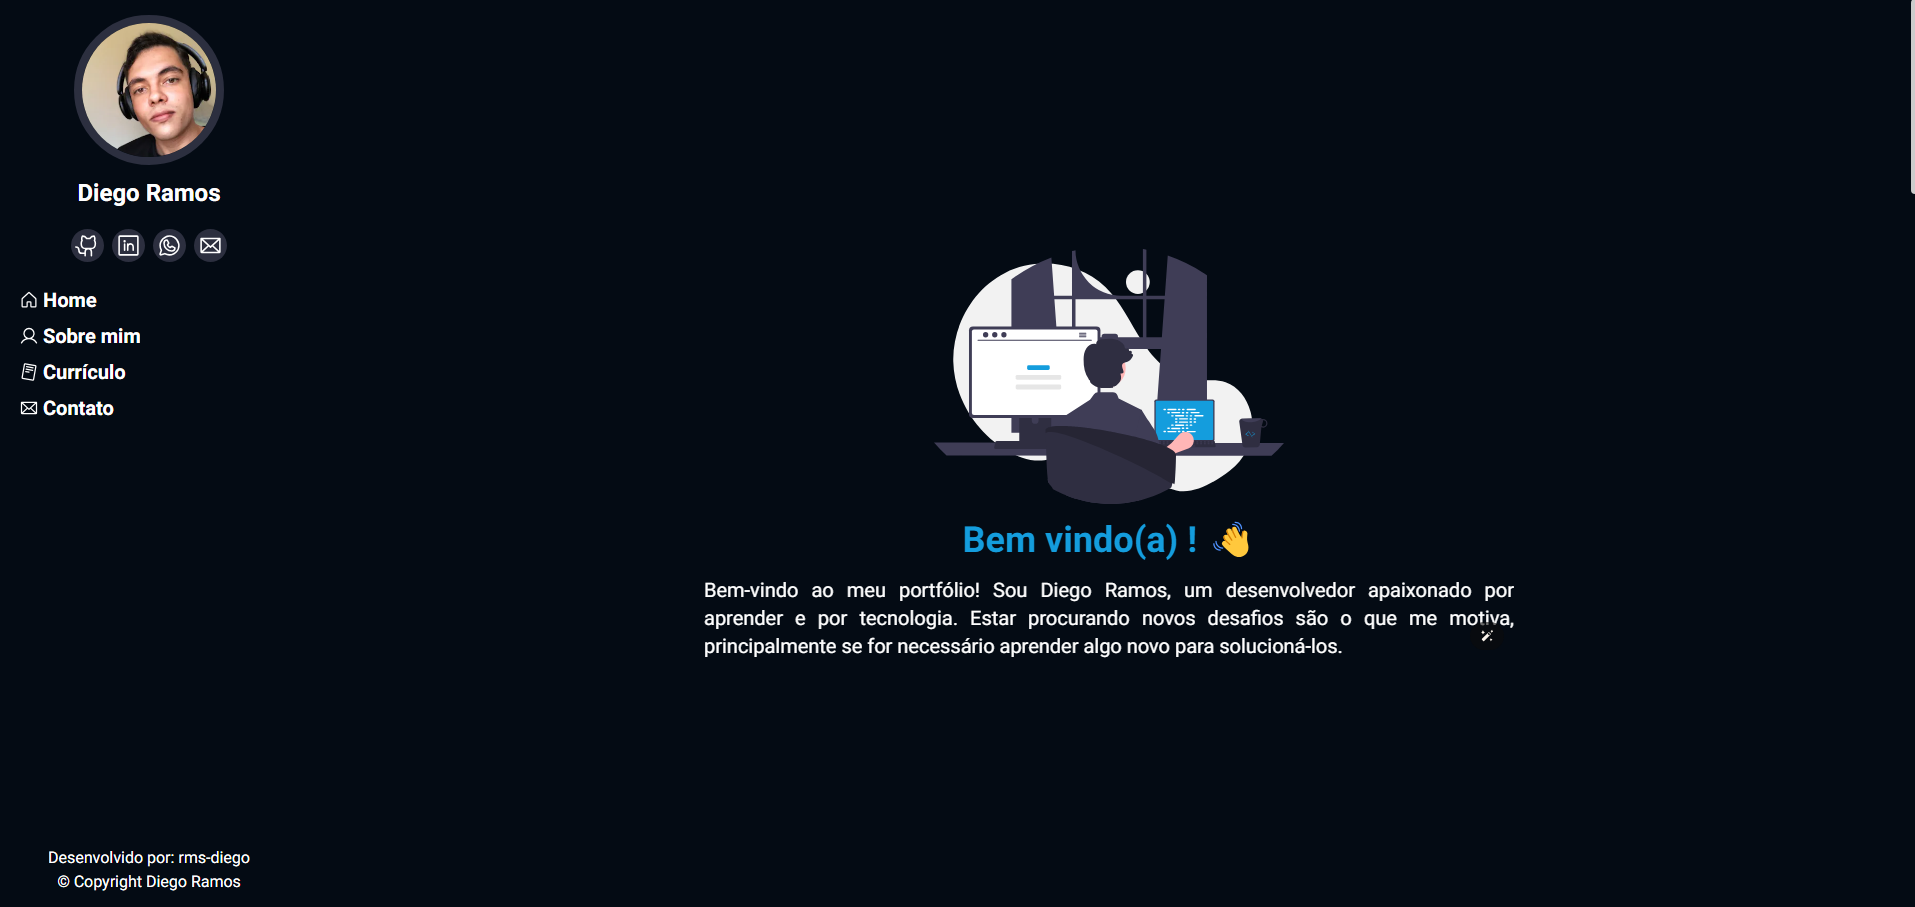 Diego Ramos
Home
Sobre mim
Currículo
Contato
Bem vindo(a) ! 👋
Bem-vindo ao meu portfólio! Sou Diego Ramos, um desenvolvedor apaixonado por
aprender e por tecnologia. Estar procurando novos desafios são o que me motiva,
principalmente se for necessário aprender algo novo para solucioná-los.
Desenvolvido por: rms-diego
© Copyright Diego Ramos